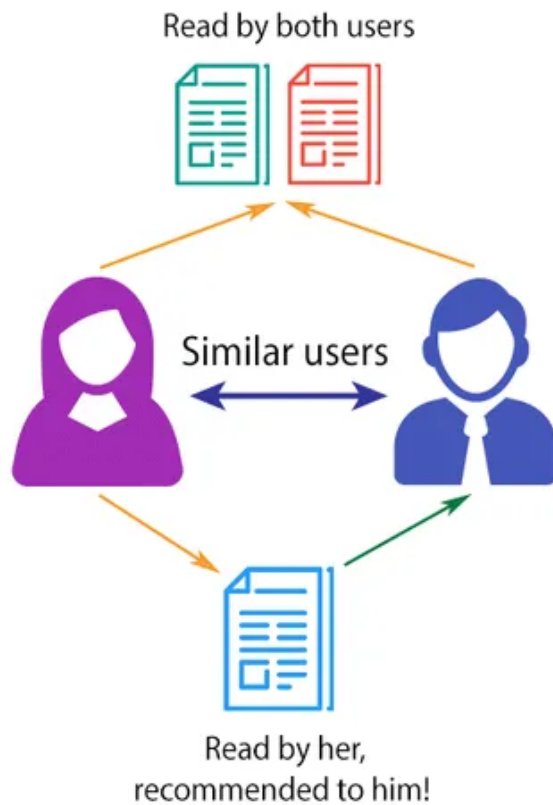 Read by both users
Similar users
Read by her,
recommended to him!